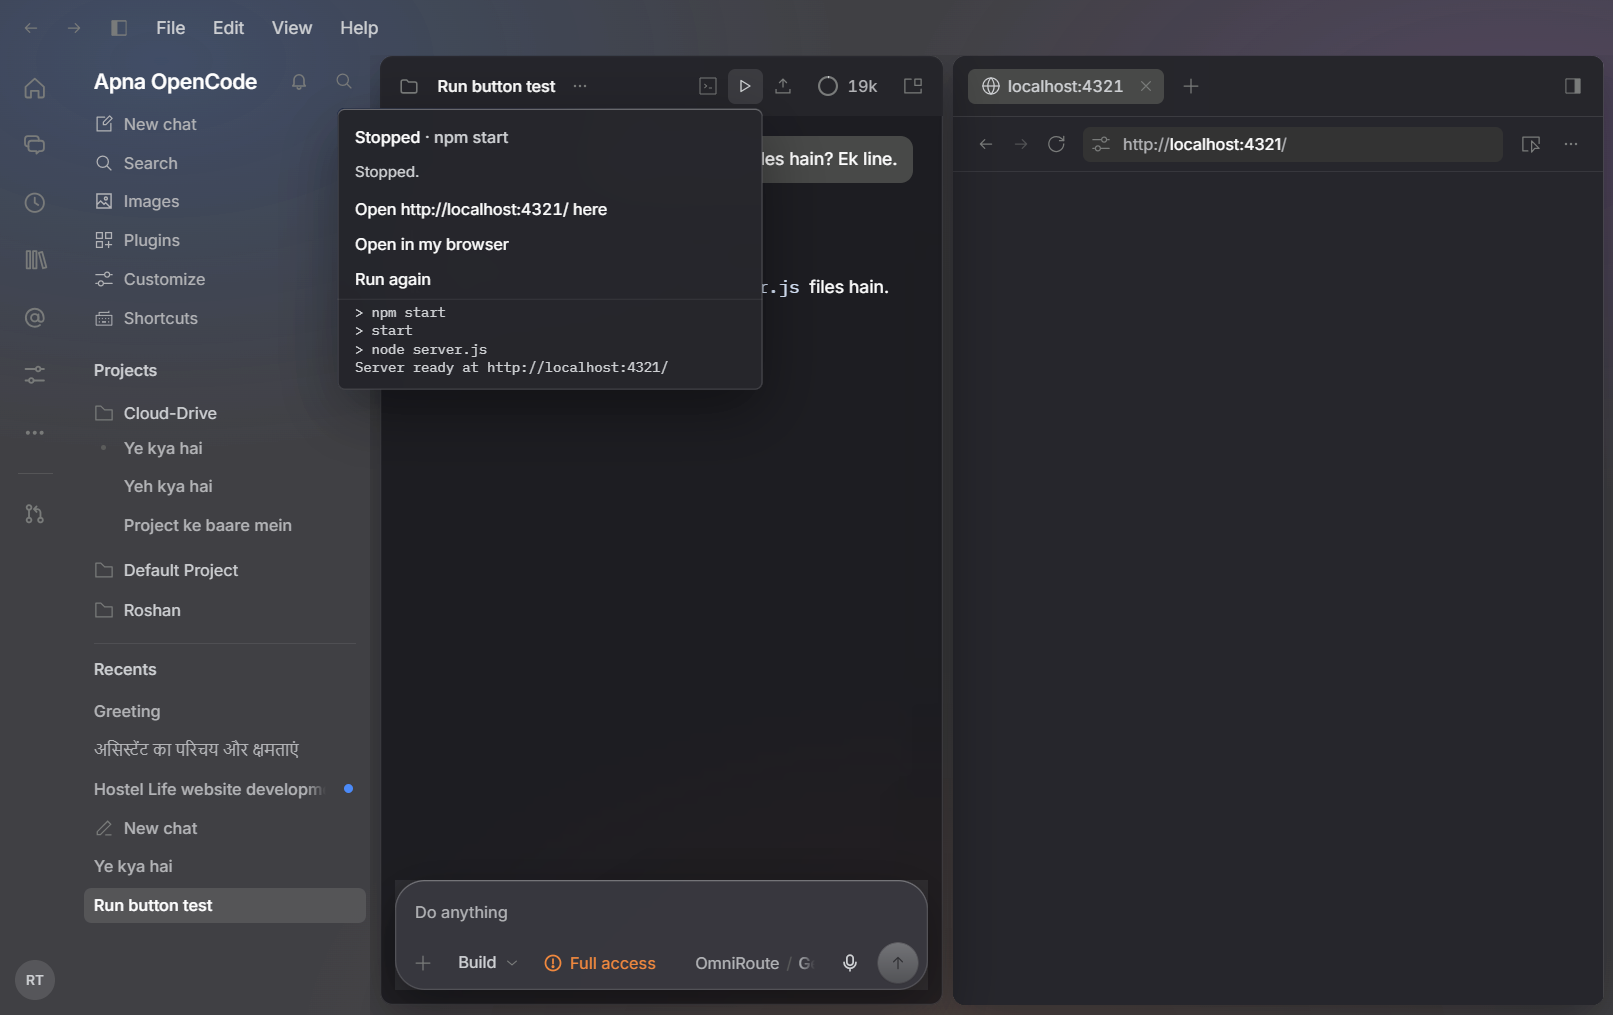 File Edit View Help
Apna OpenCode
New chat
Search
Images
Plugins
Customize
Shortcuts
Projects
Cloud-Drive
Ye kya hai
Yeh kya hai
Project ke baare mein
Default Project
Roshan
Recents
Greeting
असिस्टेंट का परिचय और क्षमताएं
Hostel Life website developm
New chat
Ye kya hai
Run button test
RT
Run button test
19k
Stopped · npm start
Stopped.
Open http://localhost:4321/ here
Open in my browser
Run again
> npm start
> start
> node server.js
Server ready at http://localhost:4321/
les hain? Ek line.
r.js files hain.
Do anything
Build Full access OmniRoute / G
localhost:4321
http://localhost:4321/